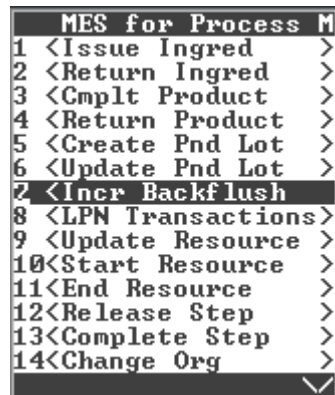 MES for Process M
1 <Issue Ingred >
2 <Return Ingred >
3 <Cmplt Product >
4 <Return Product >
5 <Create Pnd Lot >
6 <Update Pnd Lot >
7 <Incr Backflush
8 <LPN Transactions>
9 <Update Resource >
10<Start Resource >
11<End Resource >
12<Release Step >
13<Complete Step >
14<Change Org >